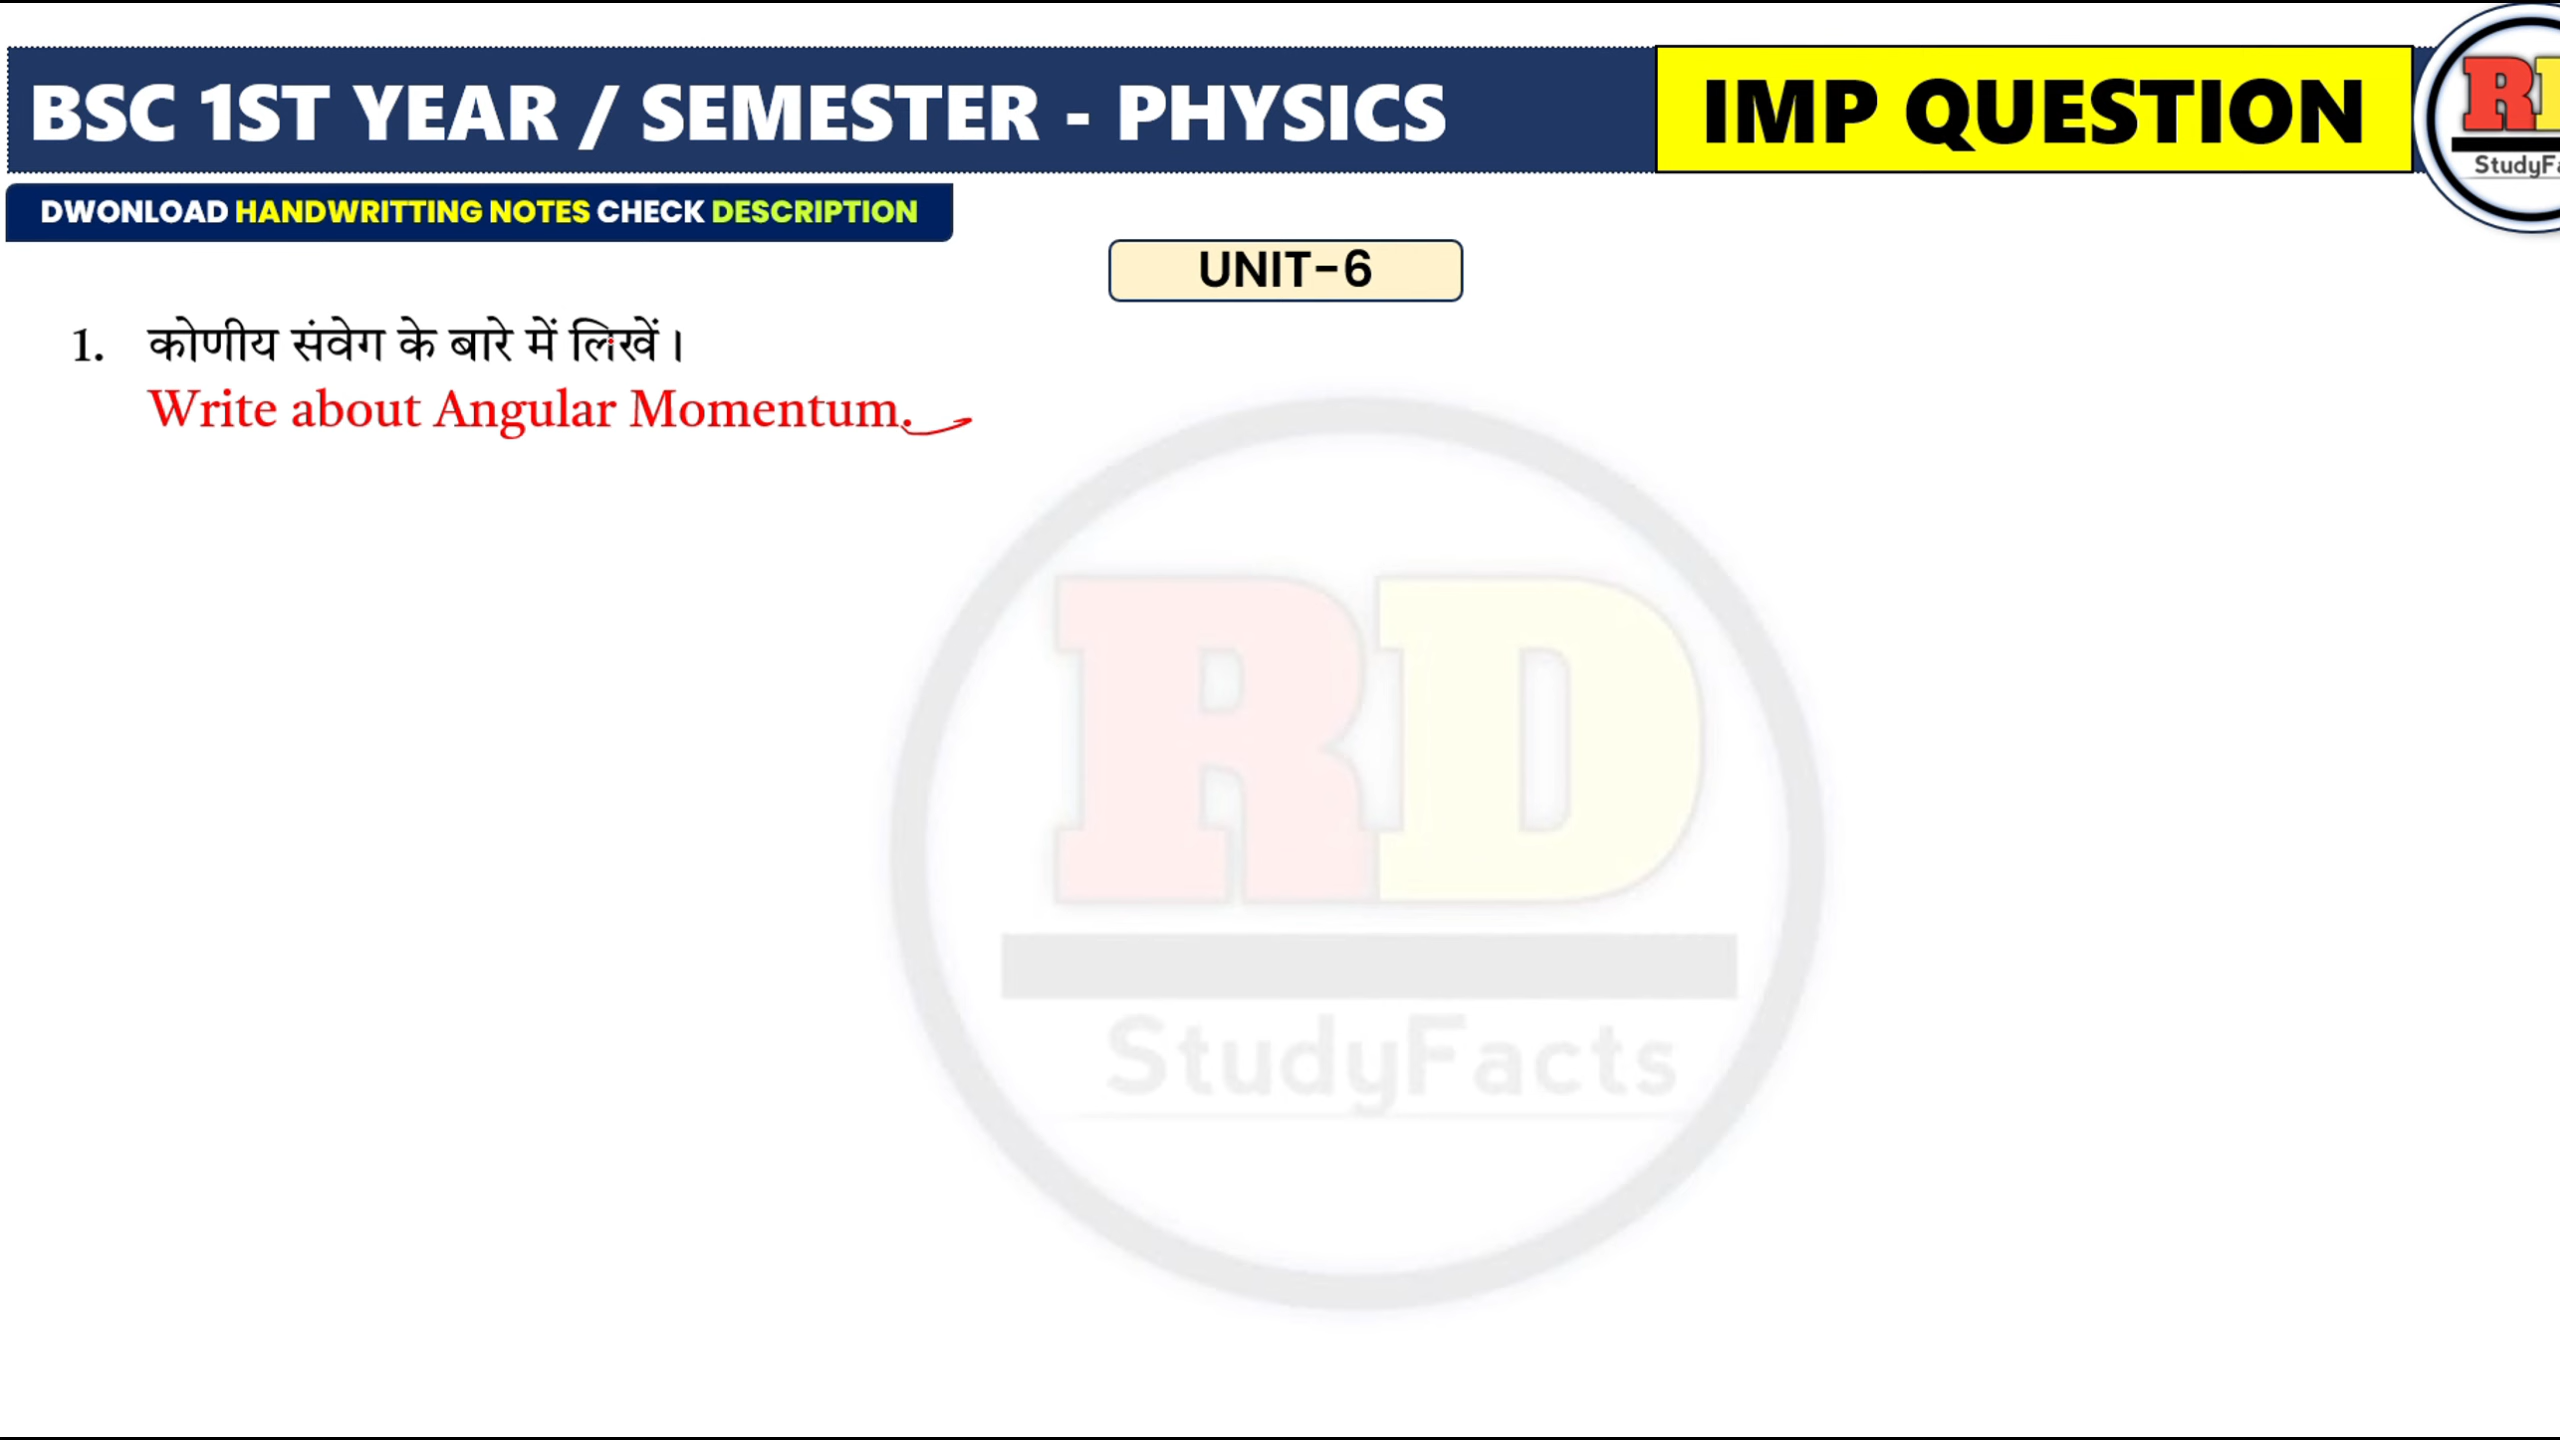 BSC 1ST YEAR / SEMESTER - PHYSICS
IMP QUESTION
DWONLOAD HANDWRITTING NOTES CHECK DESCRIPTION
UNIT-6
1. कोणीय संवेग के बारे में लिखें।
Write about Angular Momentum.
RD
StudyFacts